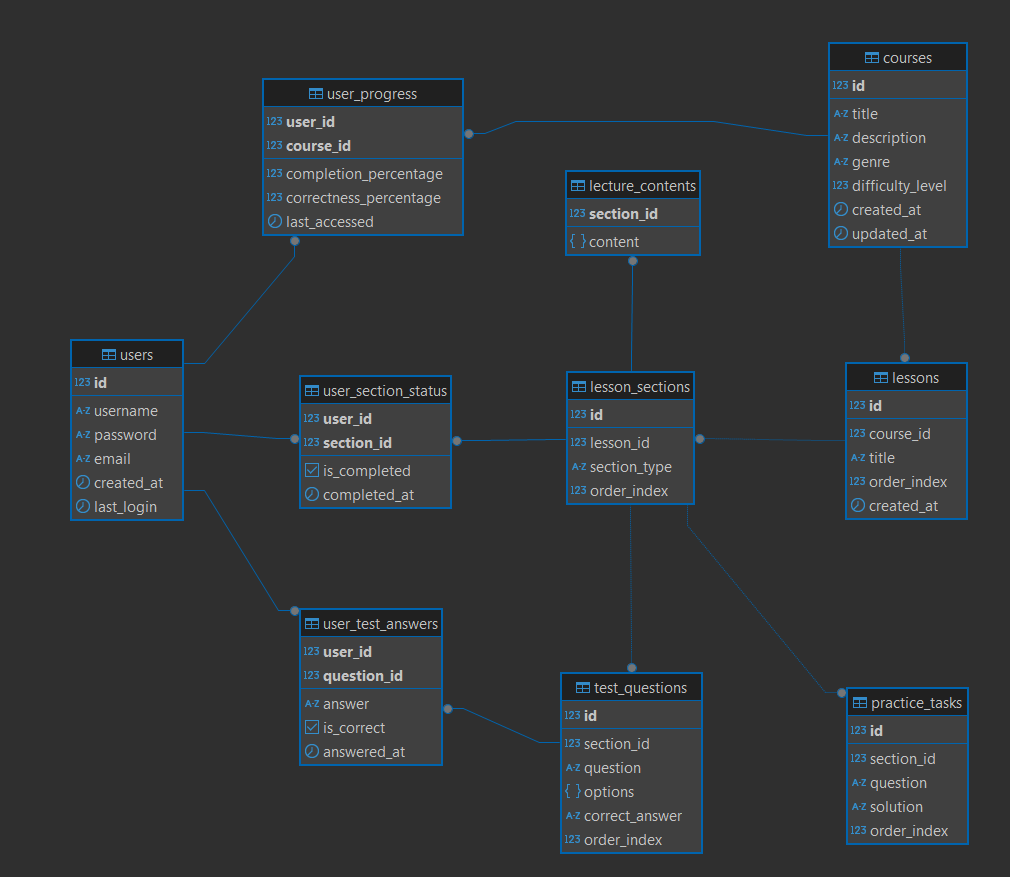 courses
123 id
A-Z title
A-Z description
A-Z genre
123 difficulty_level
created_at
updated_at
user_progress
123 user_id
123 course_id
123 completion_percentage
123 correctness_percentage
last_accessed
lecture_contents
123 section_id
{ } content
users
123 id
A-Z username
A-Z password
A-Z email
created_at
last_login
user_section_status
123 user_id
123 section_id
is_completed
completed_at
lesson_sections
123 id
123 lesson_id
A-Z section_type
123 order_index
lessons
123 id
123 course_id
A-Z title
123 order_index
created_at
user_test_answers
123 user_id
123 question_id
A-Z answer
is_correct
answered_at
test_questions
123 id
123 section_id
A-Z question
{ } options
A-Z correct_answer
123 order_index
practice_tasks
123 id
123 section_id
A-Z question
A-Z solution
123 order_index